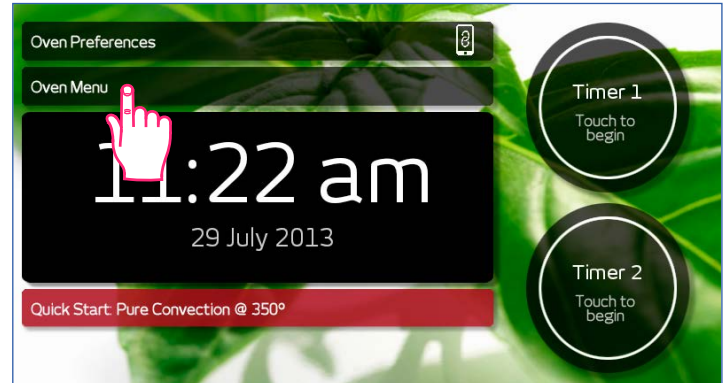 Oven Preferences
Oven Menu
11:22 am
29 July 2013
Quick Start: Pure Convection @ 350°
Timer 1
Touch to
begin
Timer 2
Touch to
begin